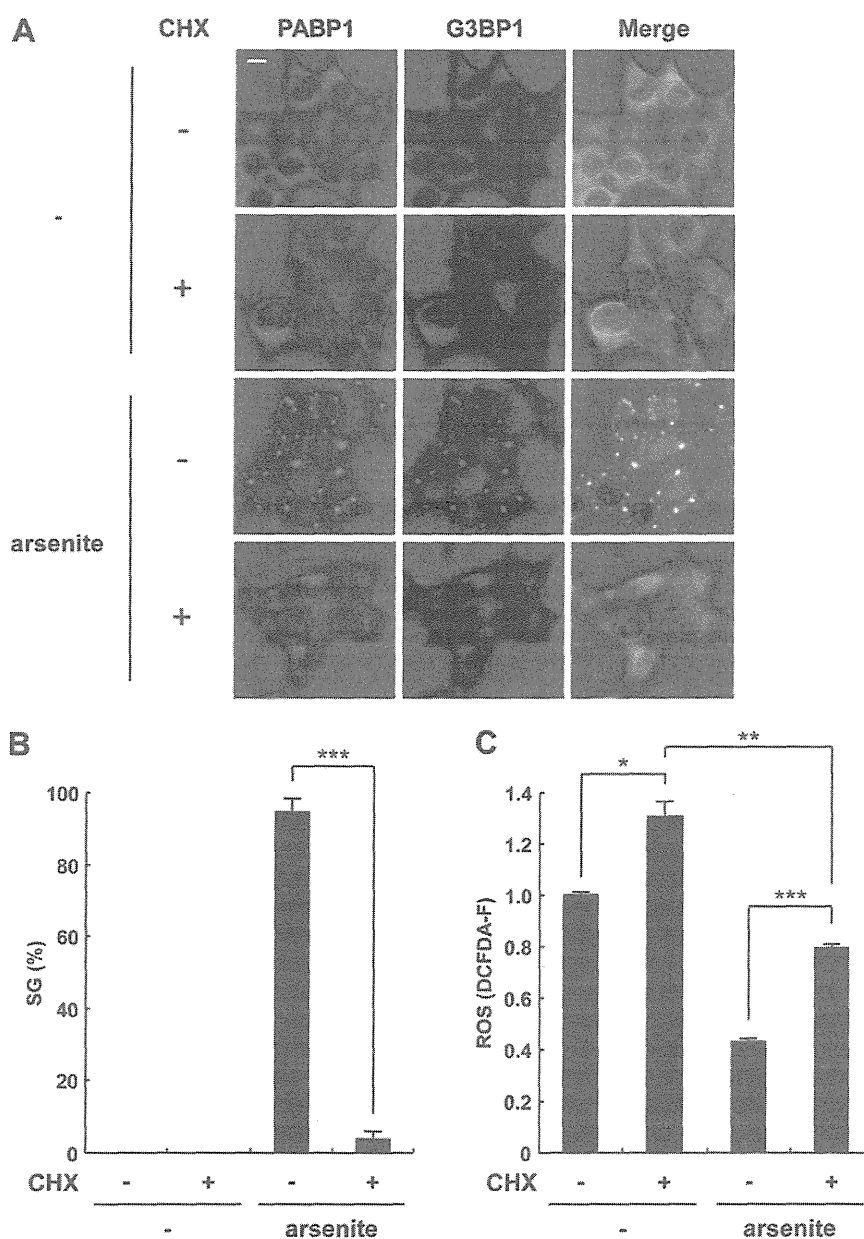 A CHX PABP1 G3BP1 Merge
-
-
+
-
arsenite
+
B
***
100
80
60
40
20
0
SG (%)
CHX - + - +
- arsenite
C
**
*
***
1.4
1.2
1.0
0.8
0.6
0.4
0.2
0
ROS (DCFDA-F)
CHX - + - +
- arsenite